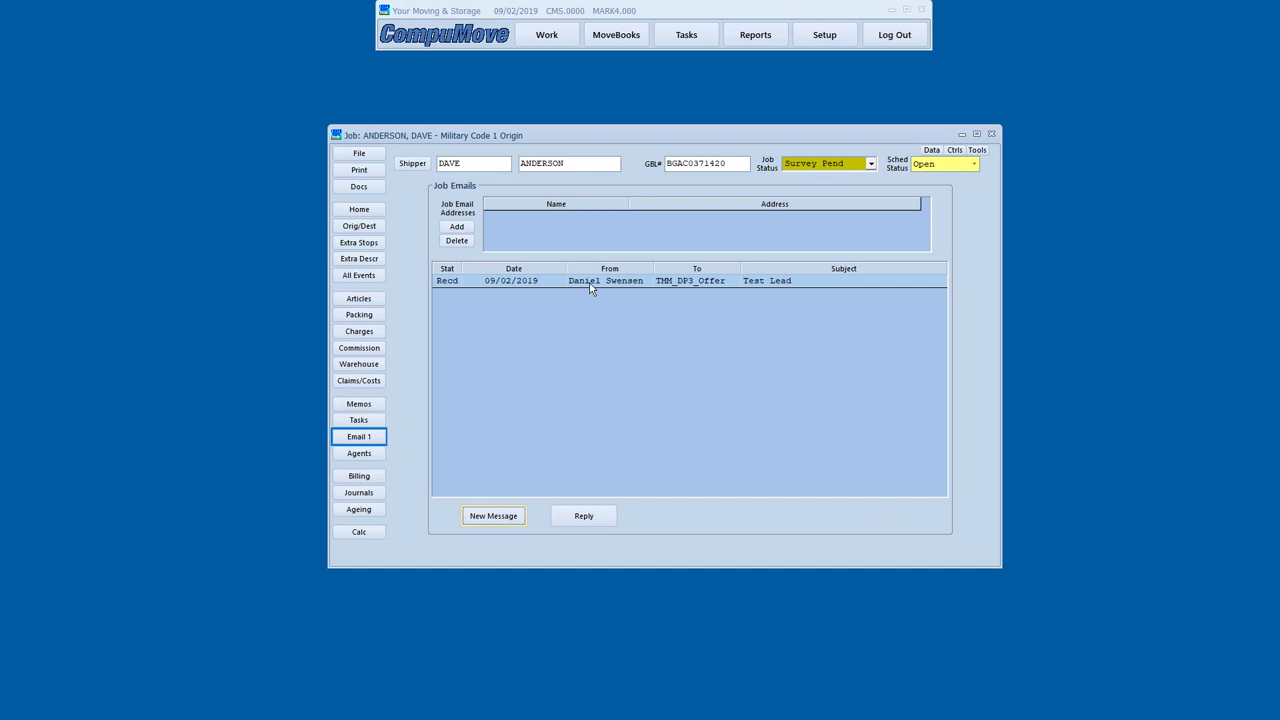 Your Moving & Storage 09/02/2019 CMS.0000 MARK4.000
CompuMove Work MoveBooks Tasks Reports Setup Log Out
Job: ANDERSON, DAVE - Military Code 1 Origin
File
Print
Docs
Home
Orig/Dest
Extra Stops
Extra Descr
All Events
Articles
Packing
Charges
Commission
Warehouse
Claims/Costs
Memos
Tasks
Email 1
Agents
Billing
Journals
Ageing
Calc
Data Ctrls Tools
Shipper DAVE ANDERSON GBL# BGAC0371420 Job Status Survey Pend Sched Status Open
Job Emails
Job Email Addresses
Add
Delete
Name Address
Stat Date From To Subject
Recd 09/02/2019 Daniel Swensen TMM_DP3_Offer Test Lead
New Message Reply